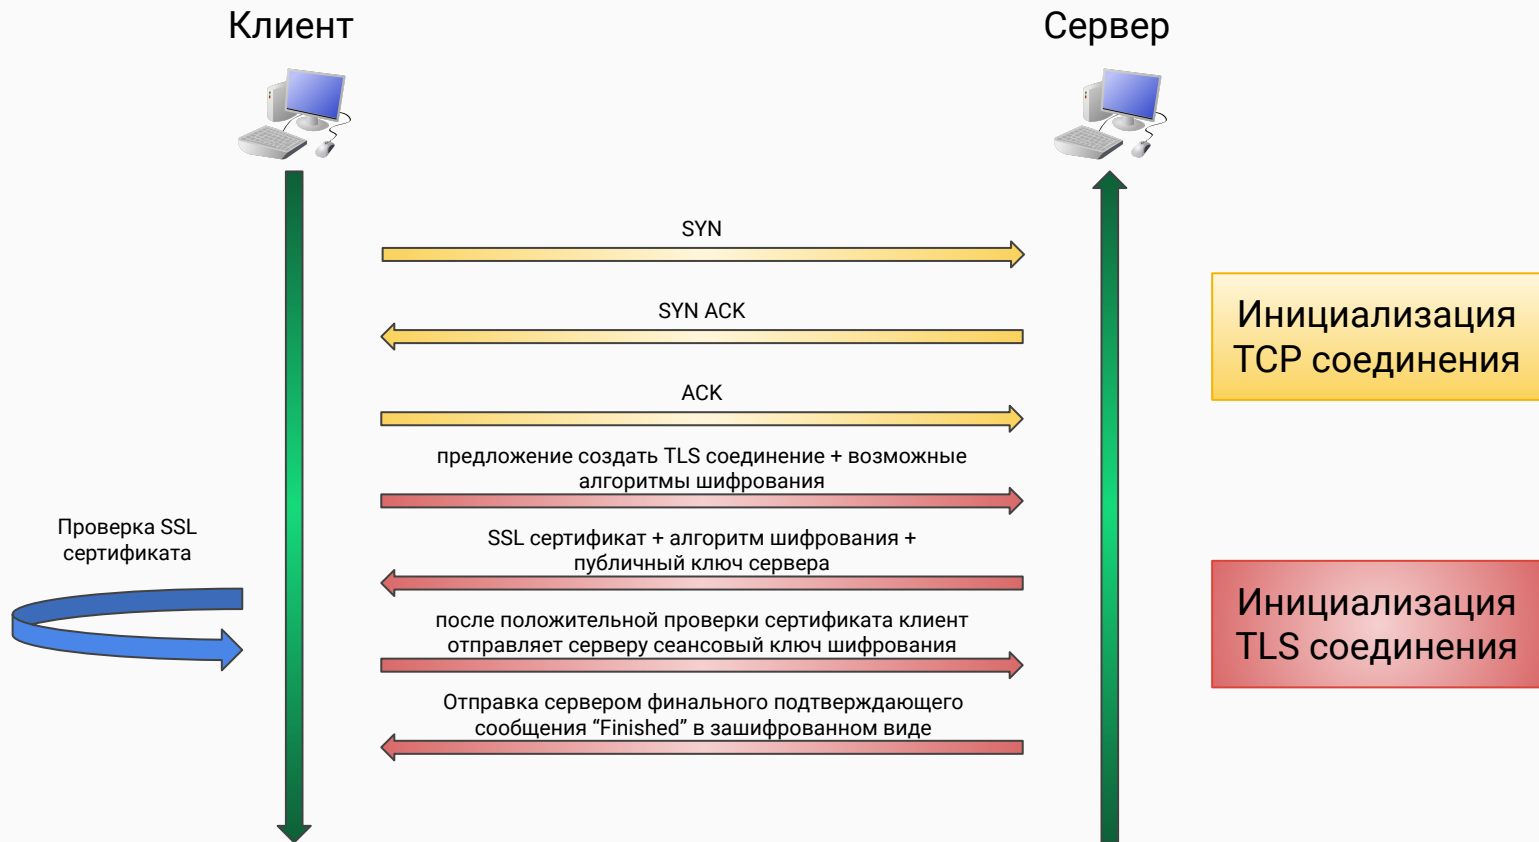 Клиент
Сервер
SYN
SYN ACK
Инициализация
TCP соединения
ACK
предложение создать TLS соединение + возможные
алгоритмы шифрования
Проверка SSL
сертификата
SSL сертификат + алгоритм шифрования +
публичный ключ сервера
Инициализация
TLS соединения
после положительной проверки сертификата клиент
отправляет серверу сеансовый ключ шифрования
Отправка сервером финального подтверждающего
сообщения “Finished” в зашифрованном виде